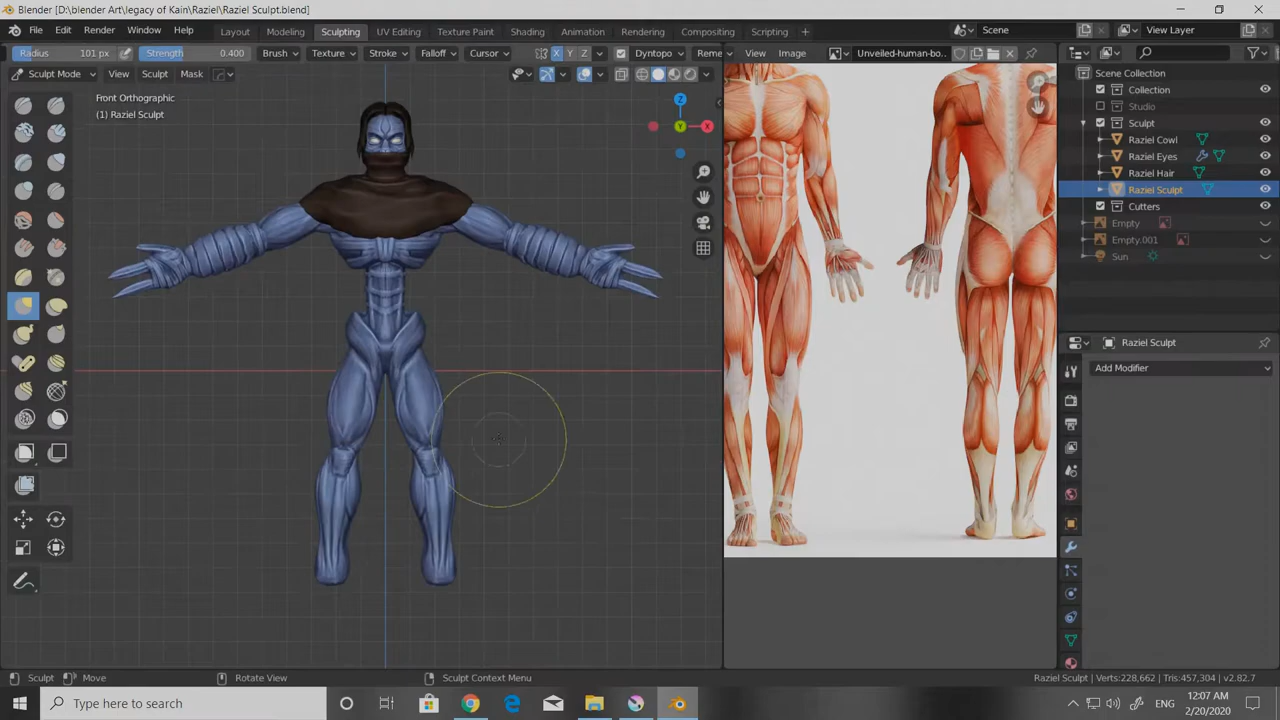 Blender [D:\blender Art\legacy of Kain\Raziel\Raziel Sculpt.blend]
File Edit Render Window Help Layout Modeling Sculpting UV Editing Texture Paint Shading Animation Rendering Compositing Scripting + Scene View Layer
Radius 101 px Strength 0.400 Brush Texture Stroke Falloff Cursor X Y Z Dyntopo Reme View Image Unveiled-human-bo...
Sculpt Mode View Sculpt Mask
Front Orthographic
(1) Raziel Sculpt
Z
Y
X
Scene Collection
Collection
Studio
Sculpt
Raziel Cowl
Raziel Eyes
Raziel Hair
Raziel Sculpt
Cutters
Empty
Empty.001
Sun
Raziel Sculpt
Add Modifier
Sculpt Move Rotate View Sculpt Context Menu Raziel Sculpt | Verts:228,662 | Tris:457,304 | v2.82.7
Type here to search
ENG
12:07 AM
2/20/2020